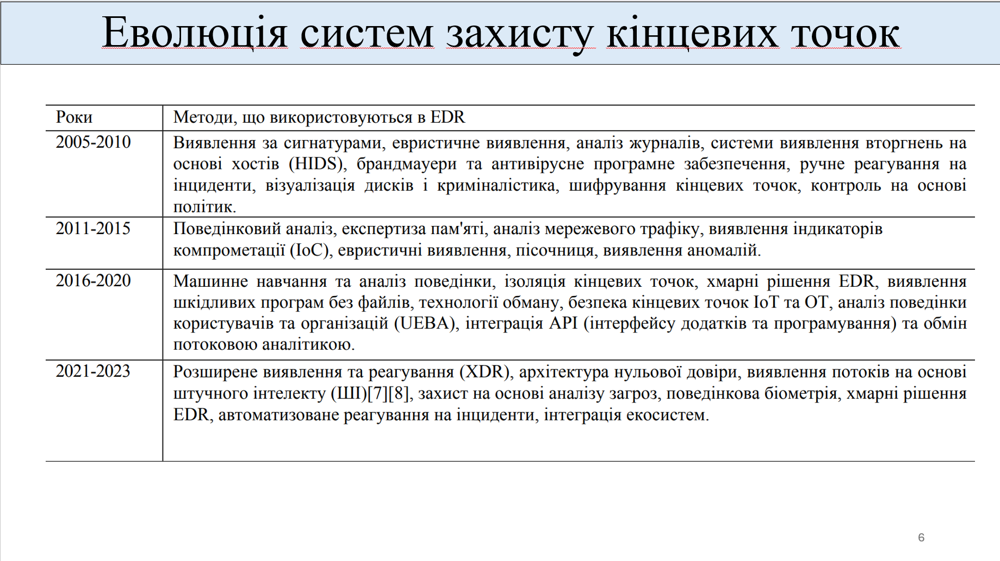 Еволюція систем захисту кінцевих точок
Роки
Методи, що використовуються в EDR
2005-2010
Виявлення за сигнатурами, евристичне виявлення, аналіз журналів, системи виявлення вторгнень на
основі хостів (HIDS), брандмауери та антивірусне програмне забезпечення, ручне реагування на
інциденти, візуалізація дисків і криміналістика, шифрування кінцевих точок, контроль на основі
політик.
2011-2015
Поведінковий аналіз, експертиза пам'яті, аналіз мережевого трафіку, виявлення індикаторів
компрометації (IoC), евристичні виявлення, пісочниця, виявлення аномалій.
2016-2020
Машинне навчання та аналіз поведінки, ізоляція кінцевих точок, хмарні рішення EDR, виявлення
шкідливих програм без файлів, технології обману, безпека кінцевих точок IoT та OT, аналіз поведінки
користувачів та організацій (UEBA), інтеграція API (інтерфейсу додатків та програмування) та обмін
потоковою аналітикою.
2021-2023
Розширене виявлення та реагування (XDR), архітектура нульової довіри, виявлення потоків на основі
штучного інтелекту (ШІ)[7][8], захист на основі аналізу загроз, поведінкова біометрія, хмарні рішення
EDR, автоматизоване реагування на інциденти, інтеграція екосистем.
6